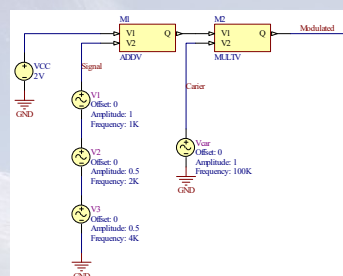 M1
V1 Q
V2
ADDV
M2
V1 Q
V2
MULTV
Modulated
VCC
2V
GND
Signal
V1
Offset: 0
Amplitude: 1
Frequency: 1K
V2
Offset: 0
Amplitude: 0.5
Frequency: 2K
V3
Offset: 0
Amplitude: 0.5
Frequency: 4K
GND
Carier
Vcar
Offset: 0
Amplitude: 1
Frequency: 100K
GND